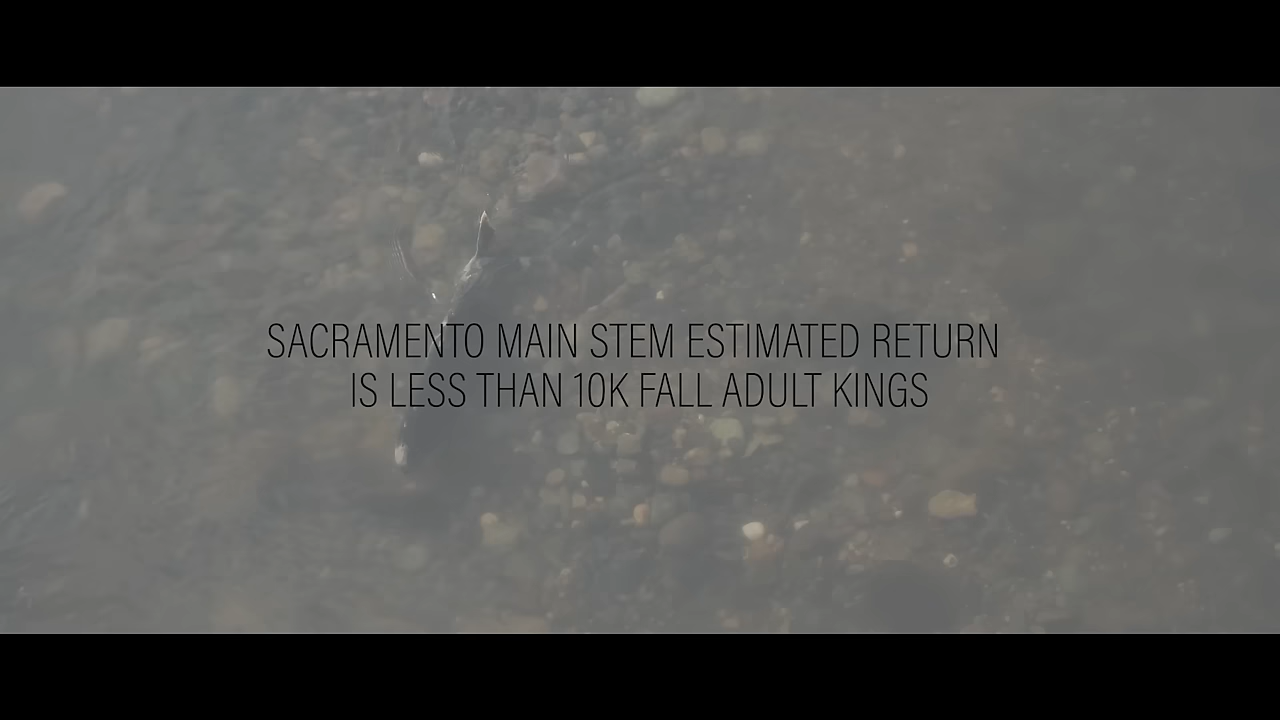 SACRAMENTO MAIN STEM ESTIMATED RETURN
IS LESS THAN 10K FALL ADULT KINGS